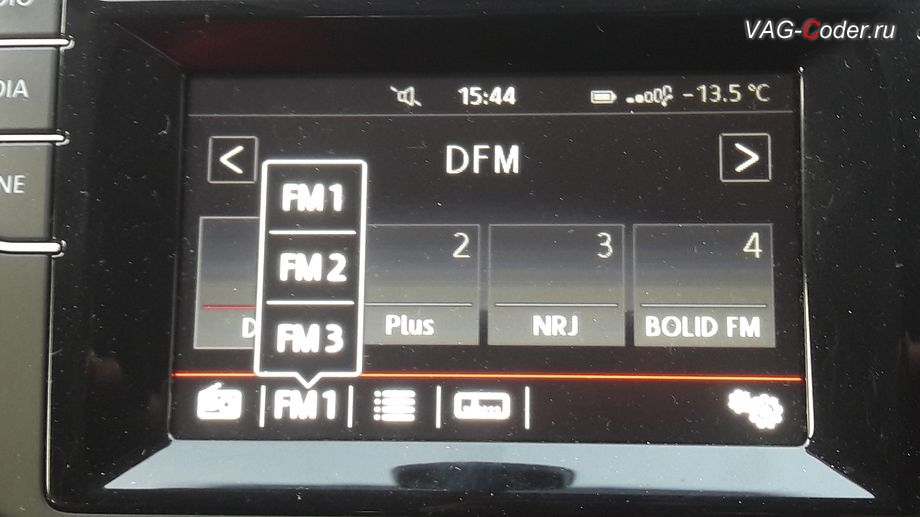 VAG-Coder.ru
DIA
NE
15:44
-13.5 °C
<
DFM
>
FM 1
FM 2
FM 3
2
3
4
D
Plus
NRJ
BOLID FM
FM 1